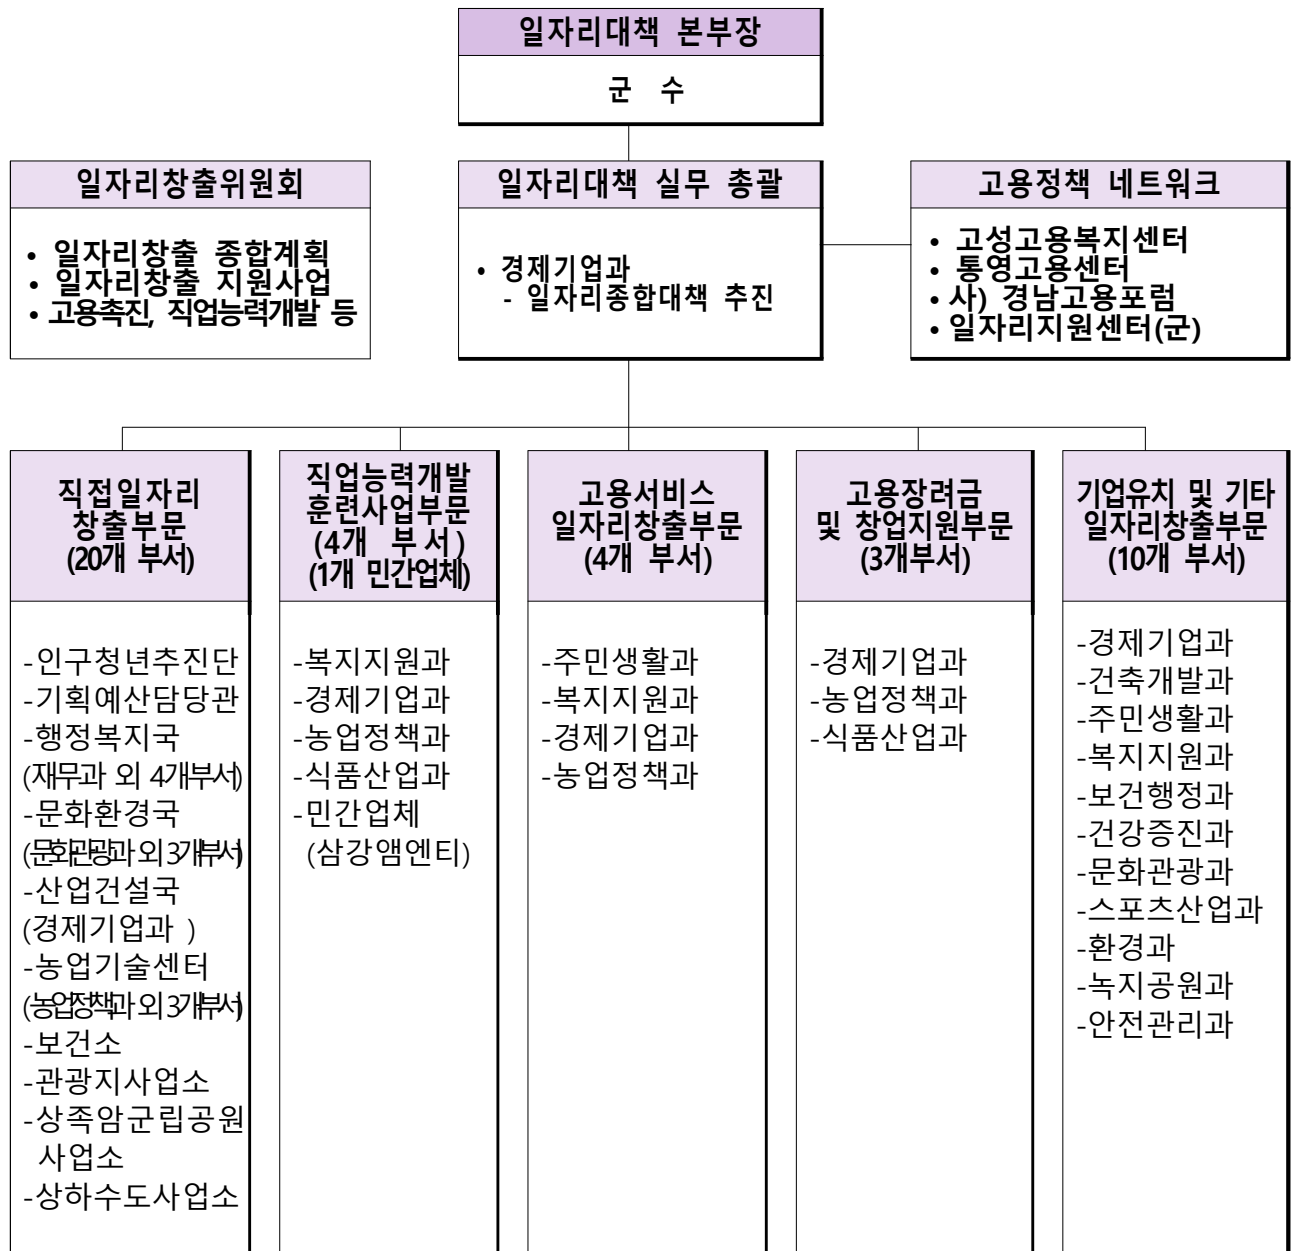 일자리대책 본부장
군 수
일자리창출위원회
• 일자리창출 종합계획
• 일자리창출 지원사업
• 고용촉진, 직업능력개발 등
일자리대책 실무 총괄
• 경제기업과
- 일자리종합대책 추진
고용정책 네트워크
• 고성고용복지센터
• 통영고용센터
• 사) 경남고용포럼
• 일자리지원센터(군)
직접일자리
창출부문
(20개 부서)
-인구청년추진단
-기획예산담당관
-행정복지국
(재무과 외 4개부서)
-문화환경국
(문화관광과 외 3개부서)
-산업건설국
(경제기업과 )
-농업기술센터
(농업정책과 외 3개부서)
-보건소
-관광지사업소
-상족암군립공원
사업소
-상하수도사업소
직업능력개발
훈련사업부문
(4개 부 서)
(1개 민간업체)
-복지지원과
-경제기업과
-농업정책과
-식품산업과
-민간업체
(삼강앰엔티)
고용서비스
일자리창출부문
(4개 부서)
-주민생활과
-복지지원과
-경제기업과
-농업정책과
고용장려금
및 창업지원부문
(3개부서)
-경제기업과
-농업정책과
-식품산업과
기업유치 및 기타
일자리창출부문
(10개 부서)
-경제기업과
-건축개발과
-주민생활과
-복지지원과
-보건행정과
-건강증진과
-문화관광과
-스포츠산업과
-환경과
-녹지공원과
-안전관리과